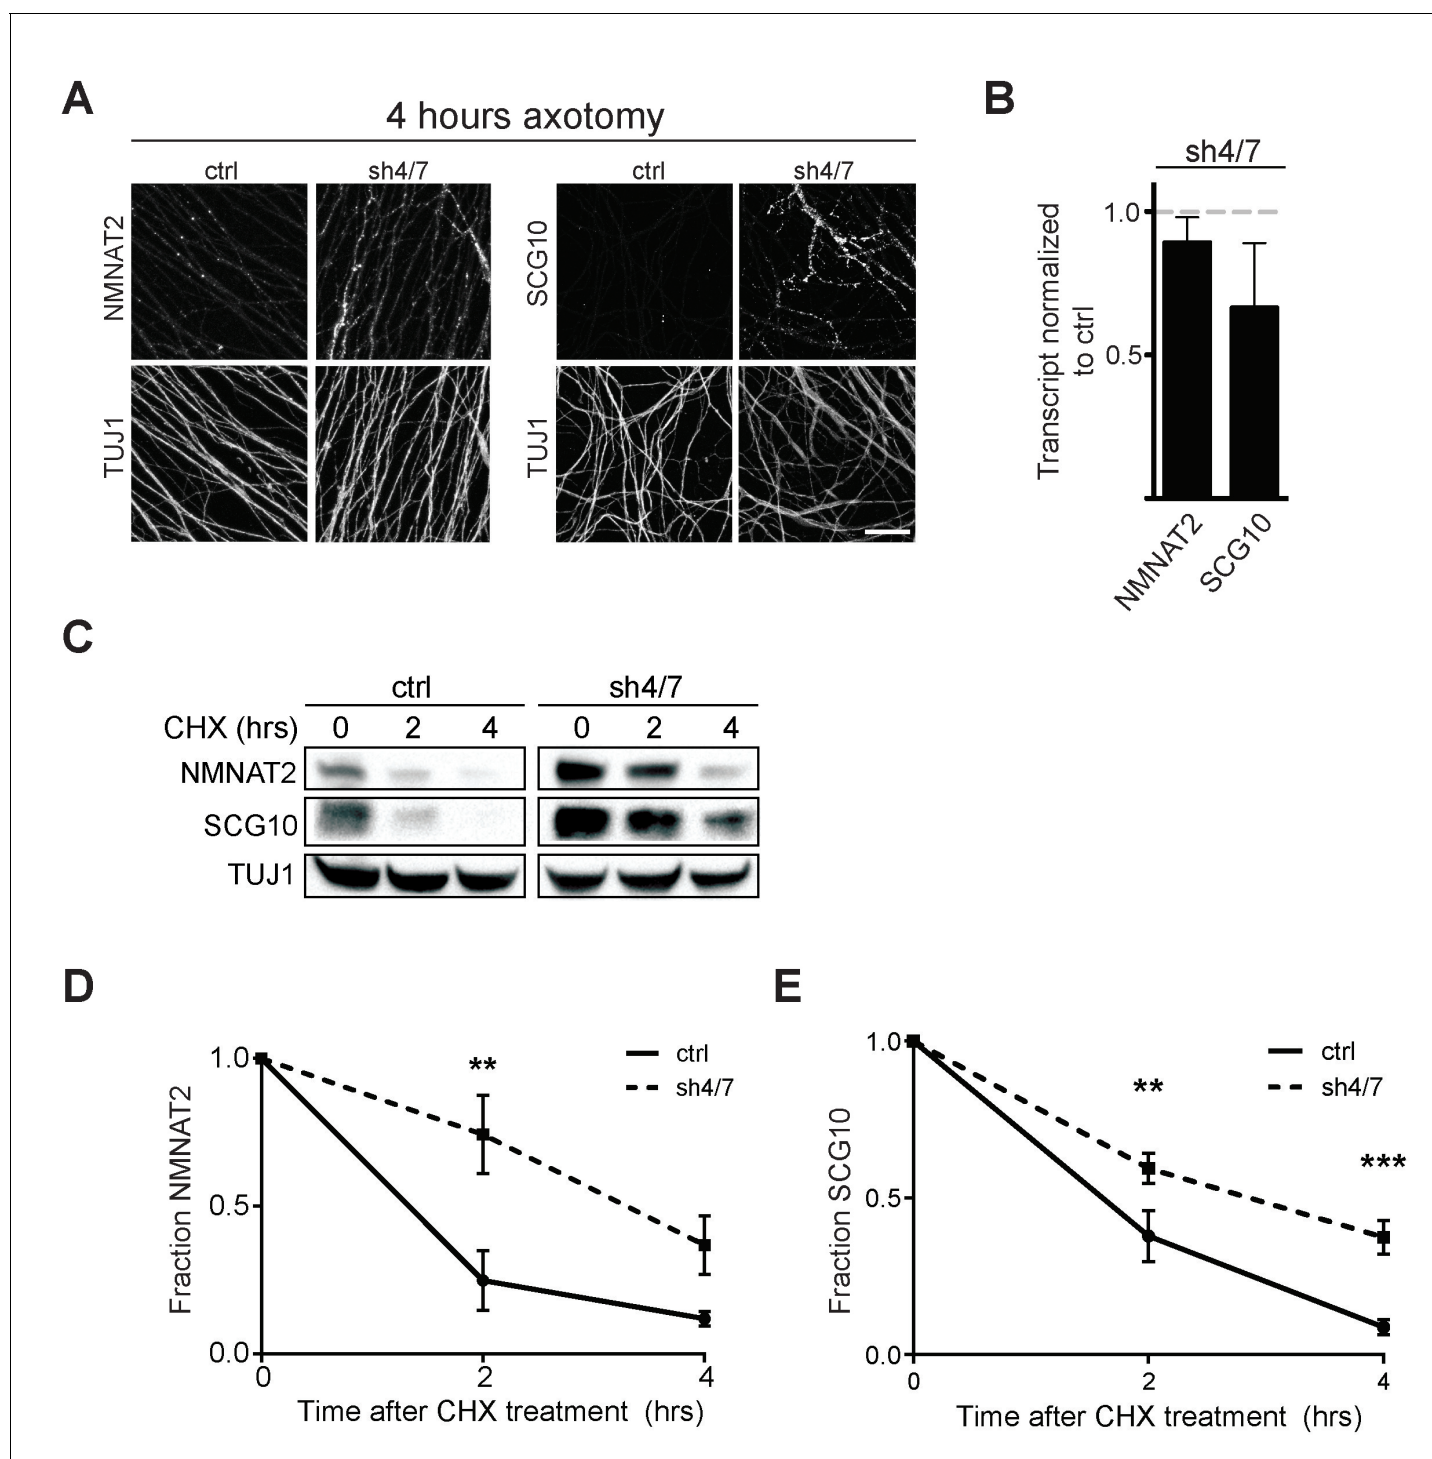 A
4 hours axotomy
ctrl sh4/7 ctrl sh4/7
NMNAT2
SCG10
TUJ1
TUJ1
B
sh4/7
Transcript normalized
to ctrl
1.0
0.5
NMNAT2
SCG10
C
ctrl sh4/7
CHX (hrs) 0 2 4 0 2 4
NMNAT2
SCG10
TUJ1
D
Fraction NMNAT2
1.0
0.5
0.0
**
ctrl
sh4/7
0 2 4
Time after CHX treatment (hrs)
E
Fraction SCG10
1.0
0.5
0.0
**
***
ctrl
sh4/7
0 2 4
Time after CHX treatment (hrs)